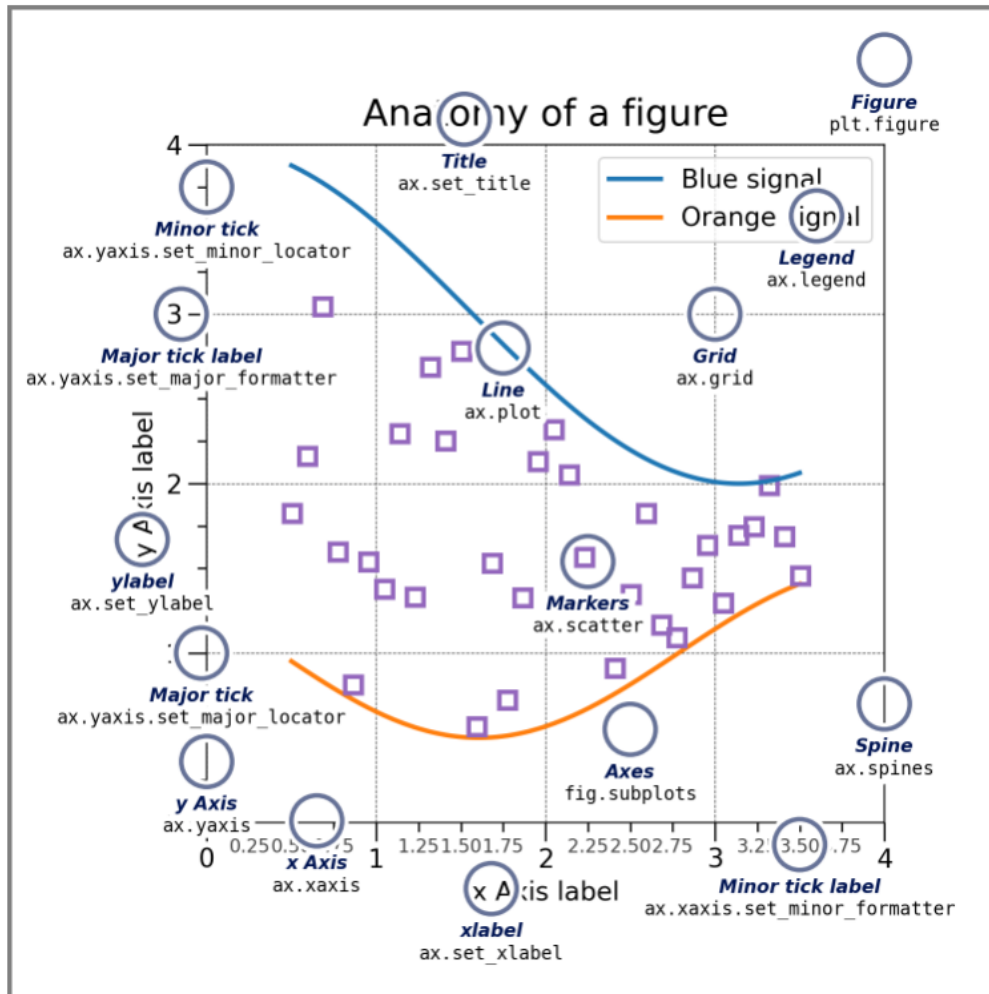 Figure
plt.figure
Anatomy of a figure
Title
ax.set_title
4
Blue signal
Orange signal
Legend
ax.legend
Minor tick
ax.yaxis.set_minor_locator
3
Major tick label
ax.yaxis.set_major_formatter
Grid
ax.grid
Line
ax.plot
y Axis label
2
ylabel
ax.set_ylabel
Markers
ax.scatter
Major tick
ax.yaxis.set_major_locator
Axes
fig.subplots
Spine
ax.spines
y Axis
ax.yaxis
0 0.25 1 1.25 1.50 1.75 2 2.25 2.50 2.75 3 3.50 3.75 4
x Axis
ax.xaxis
x Axis label
Minor tick label
ax.xaxis.set_minor_formatter
xlabel
ax.set_xlabel